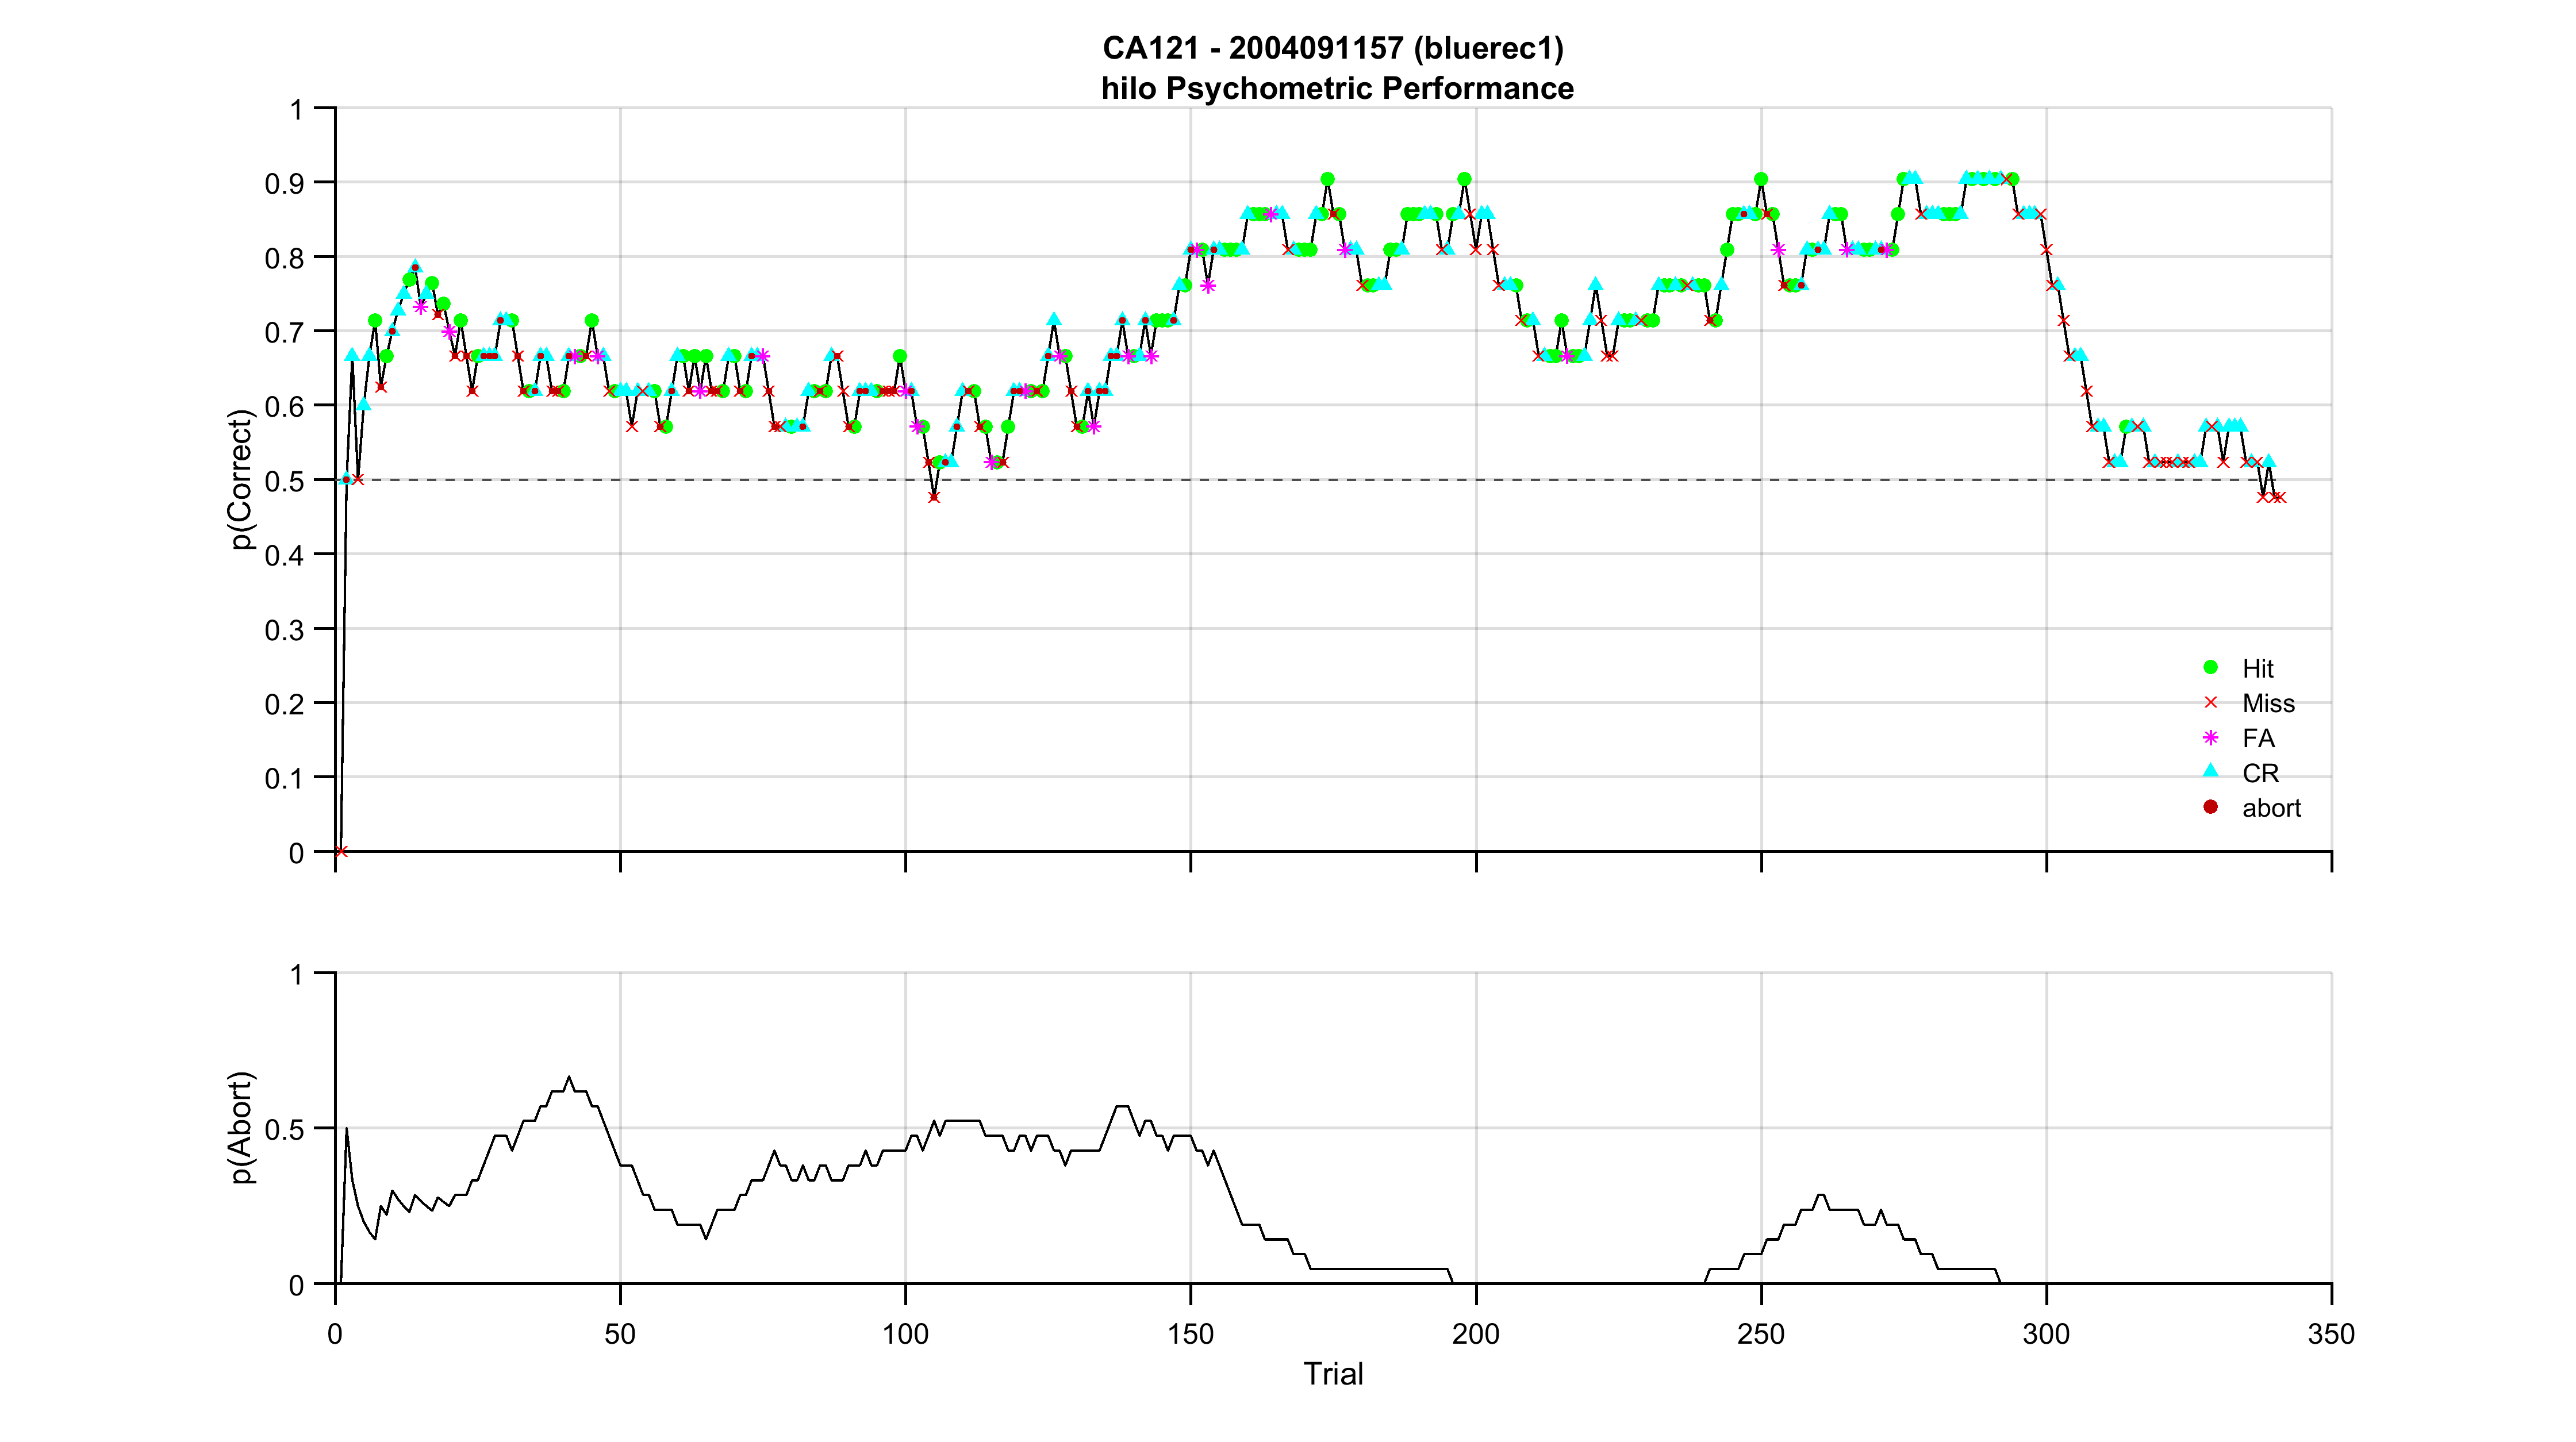 CA121 - 2004091157 (bluerec1)
hilo Psychometric Performance
1
0.9
0.8
0.7
0.6
0.5
0.4
0.3
0.2
0.1
0
p(Correct)
Hit
Miss
FA
CR
abort
1
0.5
0
p(Abort)
0 50 100 150 200 250 300 350
Trial